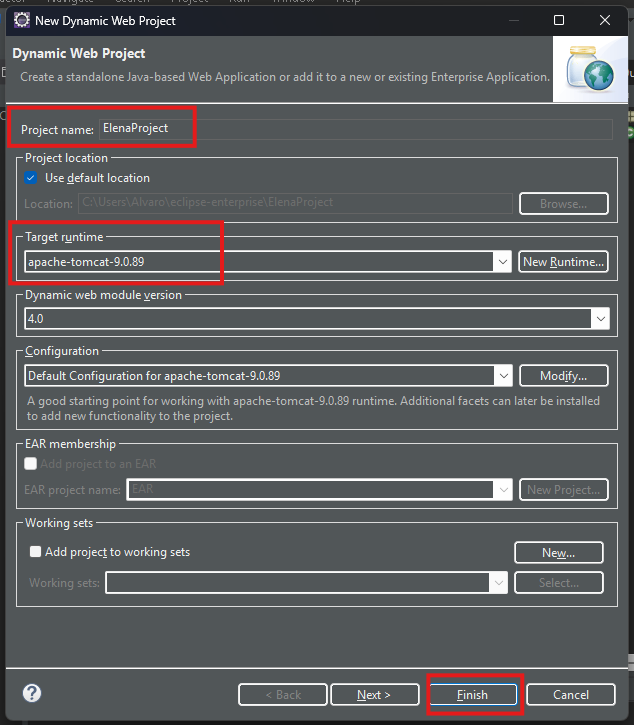 New Dynamic Web Project
Dynamic Web Project
Create a standalone Java-based Web Application or add it to a new or existing Enterprise Application.
Project name: ElenaProject
Project location
Use default location
Location: C:\Users\Alvaro\eclipse-enterprise\ElenaProject Browse...
Target runtime
apache-tomcat-9.0.89 New Runtime...
Dynamic web module version
4.0
Configuration
Default Configuration for apache-tomcat-9.0.89 Modify...
A good starting point for working with apache-tomcat-9.0.89 runtime. Additional facets can later be installed
to add new functionality to the project.
EAR membership
Add project to an EAR
EAR project name: EAR New Project...
Working sets
Add project to working sets New...
Working sets: Select...
? < Back Next > Finish Cancel